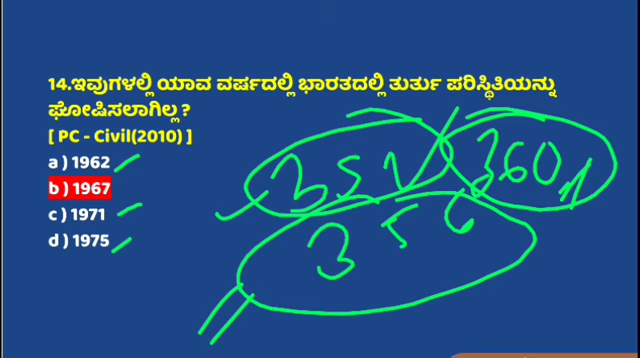 14.ಇವುಗಳಲ್ಲಿ ಯಾವ ವರ್ಷದಲ್ಲಿ ಭಾರತದಲ್ಲಿ ತುರ್ತು ಪರಿಸ್ಥಿತಿಯನ್ನು
ಘೋಷಿಸಲಾಗಿಲ್ಲ?
[ PC - Civil(2010) ]
a ) 1962
b ) 1967
c ) 1971
d ) 1975
352
360
356